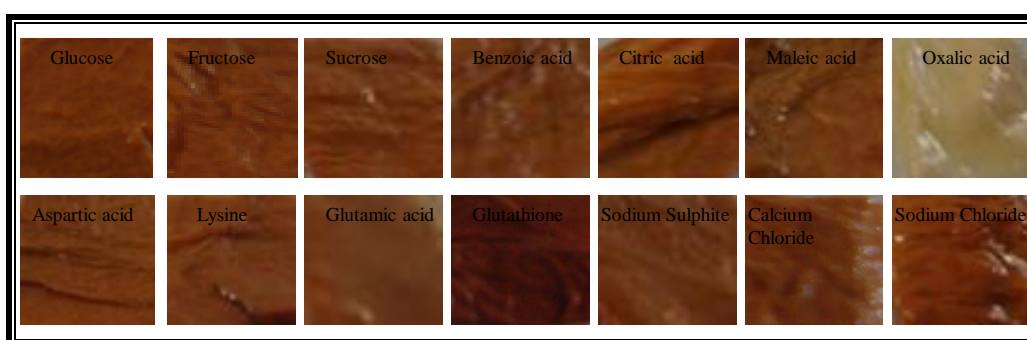 Glucose
Fructose
Sucrose
Benzoic acid
Citric  acid
Maleic acid
Oxalic acid
Aspartic acid
Lysine
Glutamic acid
Glutathione
Sodium Sulphite
Calcium
Chloride
Sodium Chloride